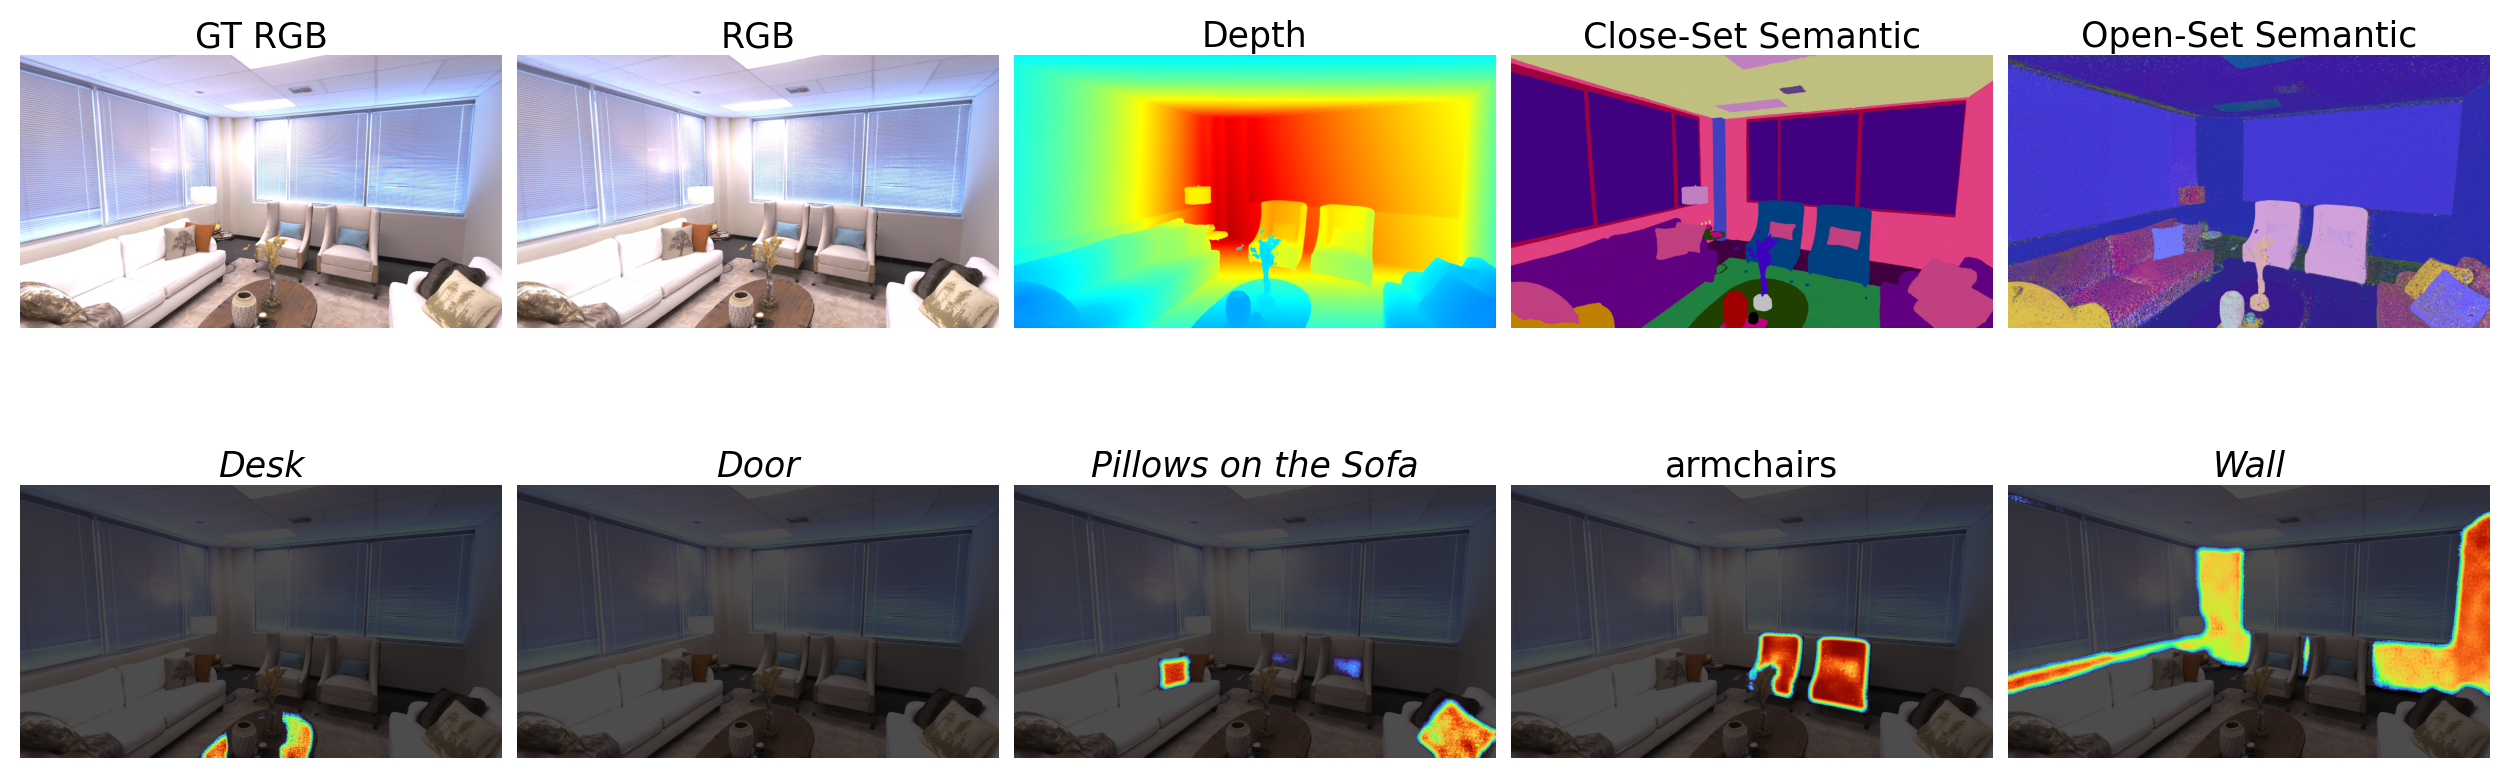 GT RGB
RGB
Depth
Close-Set Semantic
Open-Set Semantic
Desk
Door
Pillows on the Sofa
armchairs
Wall